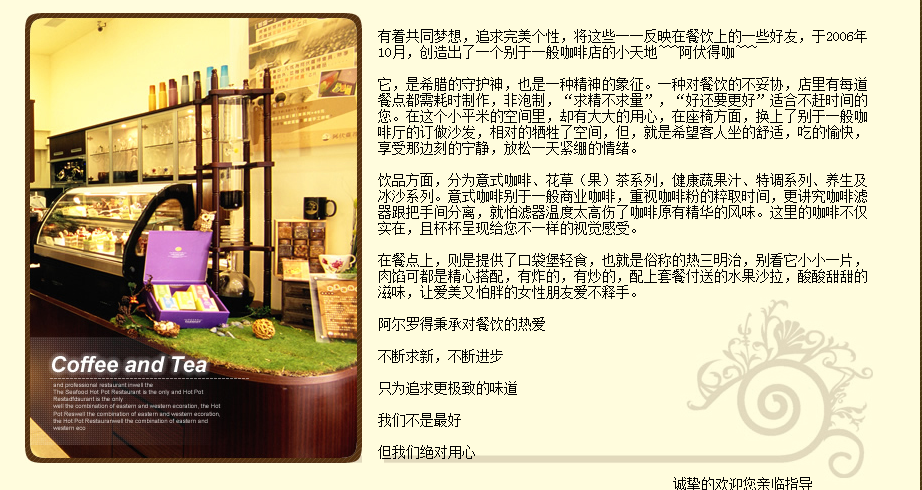 有着共同梦想，追求完美个性，将这些一一反映在餐饮上的一些好友，于2006年
10月，创造出了一个别于一般咖啡店的小天地~~~阿伏得咖~~~
它，是希腊的守护神，也是一种精神的象征。一种对餐饮的不妥协，店里有每道
餐点都需耗时制作，非泡制，“求精不求量”，“好还要更好”适合不赶时间的
您。在这个小平米的空间里，却有大大的用心，在座椅方面，换上了别于一般咖
啡厅的订做沙发，相对的牺牲了空间，但，就是希望客人坐的舒适，吃的愉快，
享受那边刻的宁静，放松一天紧绷的情绪。
饮品方面，分为意式咖啡、花草（果）茶系列，健康蔬果汁、特调系列、养生及
冰沙系列。意式咖啡别于一般商业咖啡，重视咖啡粉的粹取时间，更讲究咖啡滤
器跟把手间分离，就怕滤器温度太高伤了咖啡原有精华的风味。这里的咖啡不仅
实在，且杯杯呈现给您不一样的视觉感受。
在餐点上，则是提供了口袋堡轻食，也就是俗称的热三明治，别看它小小一片，
肉馅可都是精心搭配，有炸的，有炒的，配上套餐付送的水果沙拉，酸酸甜甜的
滋味，让爱美又怕胖的女性朋友爱不释手。
阿尔罗得秉承对餐饮的热爱
不断求新，不断进步
只为追求更极致的味道
我们不是最好
但我们绝对用心
诚挚的欢迎您亲临指导
Coffee and Tea
and professional restaurant inwell the
The Seafood Hot Pot Restaurant is the only and Hot Pot
Restadfdsurant is the only
well the combination of eastern and western ecoration, the Hot
Pot Reswell the combination of eastern and western ecoration,
the Hot Pot Restauranwell the combination of eastern and
western eco